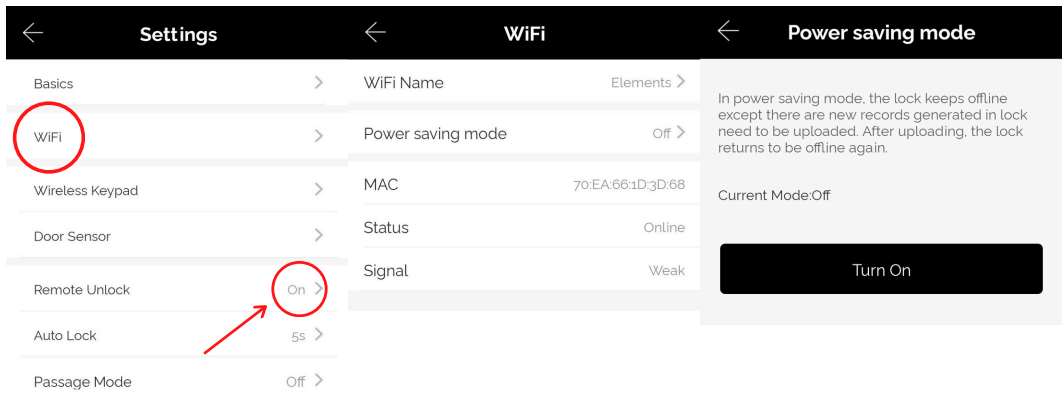 Settings
Basics
WiFi
Wireless Keypad
Door Sensor
Remote Unlock On
Auto Lock 5s
Passage Mode Off
WiFi
WiFi Name Elements
Power saving mode Off
MAC 70:EA:66:1D:3D:68
Status Online
Signal Weak
Power saving mode
In power saving mode, the lock keeps offline
except there are new records generated in lock
need to be uploaded. After uploading, the lock
returns to be offline again.
Current Mode:Off
Turn On